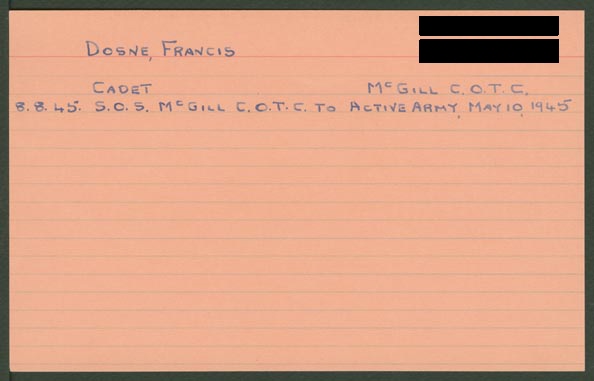 DOSNE, FRANCIS
CADET McGILL C.O.T.C.
8.8.45. S.O.S. McGILL C.O.T.C. TO ACTIVE ARMY, MAY 10, 1945